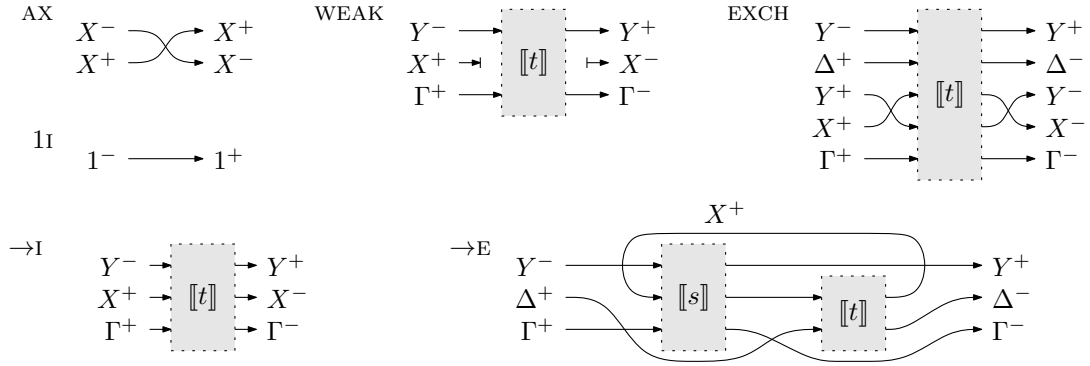 AX X⁻ X⁺
X⁺ X⁻
WEAK Y⁻ ⟦t⟧ Y⁺
X⁺ X⁻
Γ⁺ Γ⁻
EXCH Y⁻ ⟦t⟧ Y⁺
Δ⁺ Δ⁻
Y⁺ Y⁻
X⁺ X⁻
Γ⁺ Γ⁻
1I 1⁻ 1⁺
→I Y⁻ ⟦t⟧ Y⁺
X⁺ X⁻
Γ⁺ Γ⁻
X⁺
→E Y⁻ ⟦s⟧ ⟦t⟧ Y⁺
Δ⁺ Δ⁻
Γ⁺ Γ⁻